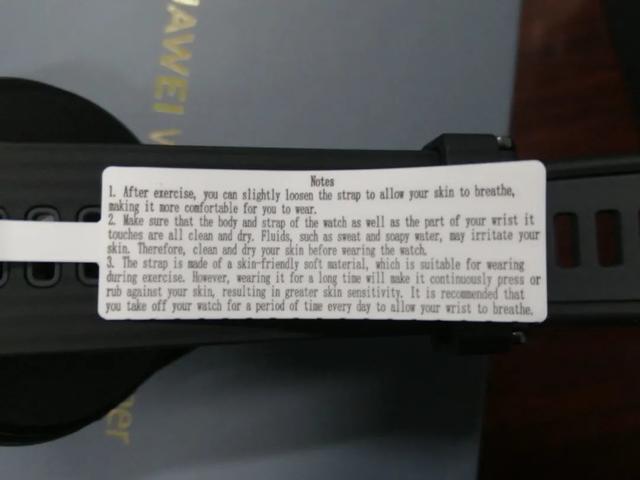 HUAWEI
Notes
1. After exercise, you can slightly loosen the strap to allow your skin to breathe,
making it more comfortable for you to wear.
2. Make sure that the body and strap of the watch as well as the part of your wrist it
touches are all clean and dry. Fluids, such as sweat and soapy water, may irritate your
skin. Therefore, clean and dry your skin before wearing the watch.
3. The strap is made of a skin-friendly soft material, which is suitable for wearing
during exercise. However, wearing it for a long time will make it continuously press or
rub against your skin, resulting in greater skin sensitivity. It is recommended that
you take off your watch for a period of time every day to allow your wrist to breathe.